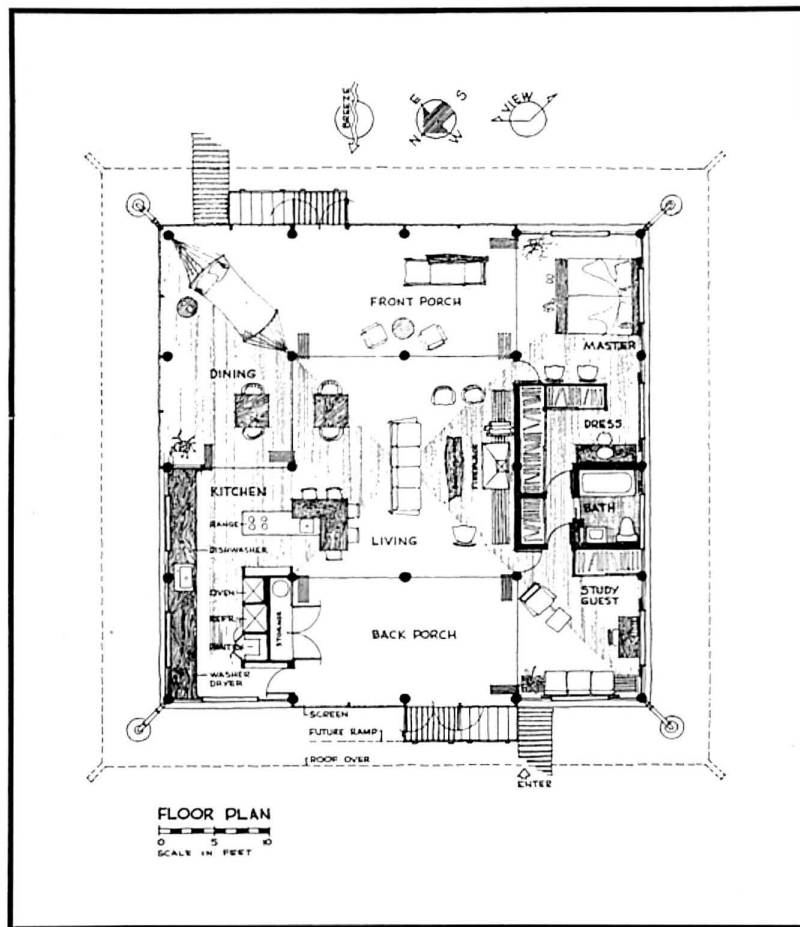 BREEZE
N E S W
VIEW
FRONT PORCH
MASTER
DINING
DRESS
FIREPLACE
KITCHEN
BATH
RANGE
LIVING
DISHWASHER
OVEN
STUDY
GUEST
REFR.
STORAGE
BACK PORCH
PANTRY
WASHER
DRYER
SCREEN
FUTURE RAMP
ROOF OVER
ENTER
FLOOR PLAN
0 5 10
SCALE IN FEET